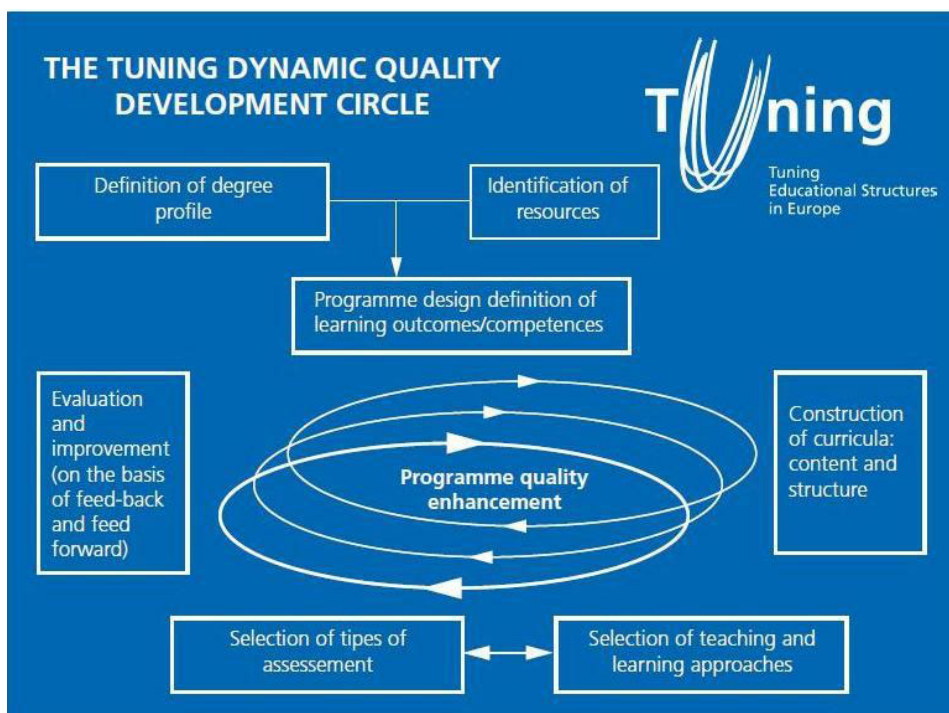 THE TUNING DYNAMIC QUALITY
DEVELOPMENT CIRCLE
TUning
Tuning
Educational Structures
in Europe
Definition of degree
profile
Identification of
resources
Programme design definition of
learning outcomes/competences
Evaluation
and
improvement
(on the basis
of feed-back
and feed
forward)
Programme quality
enhancement
Construction
of curricula:
content and
structure
Selection of tipes of
assessement
Selection of teaching and
learning approaches